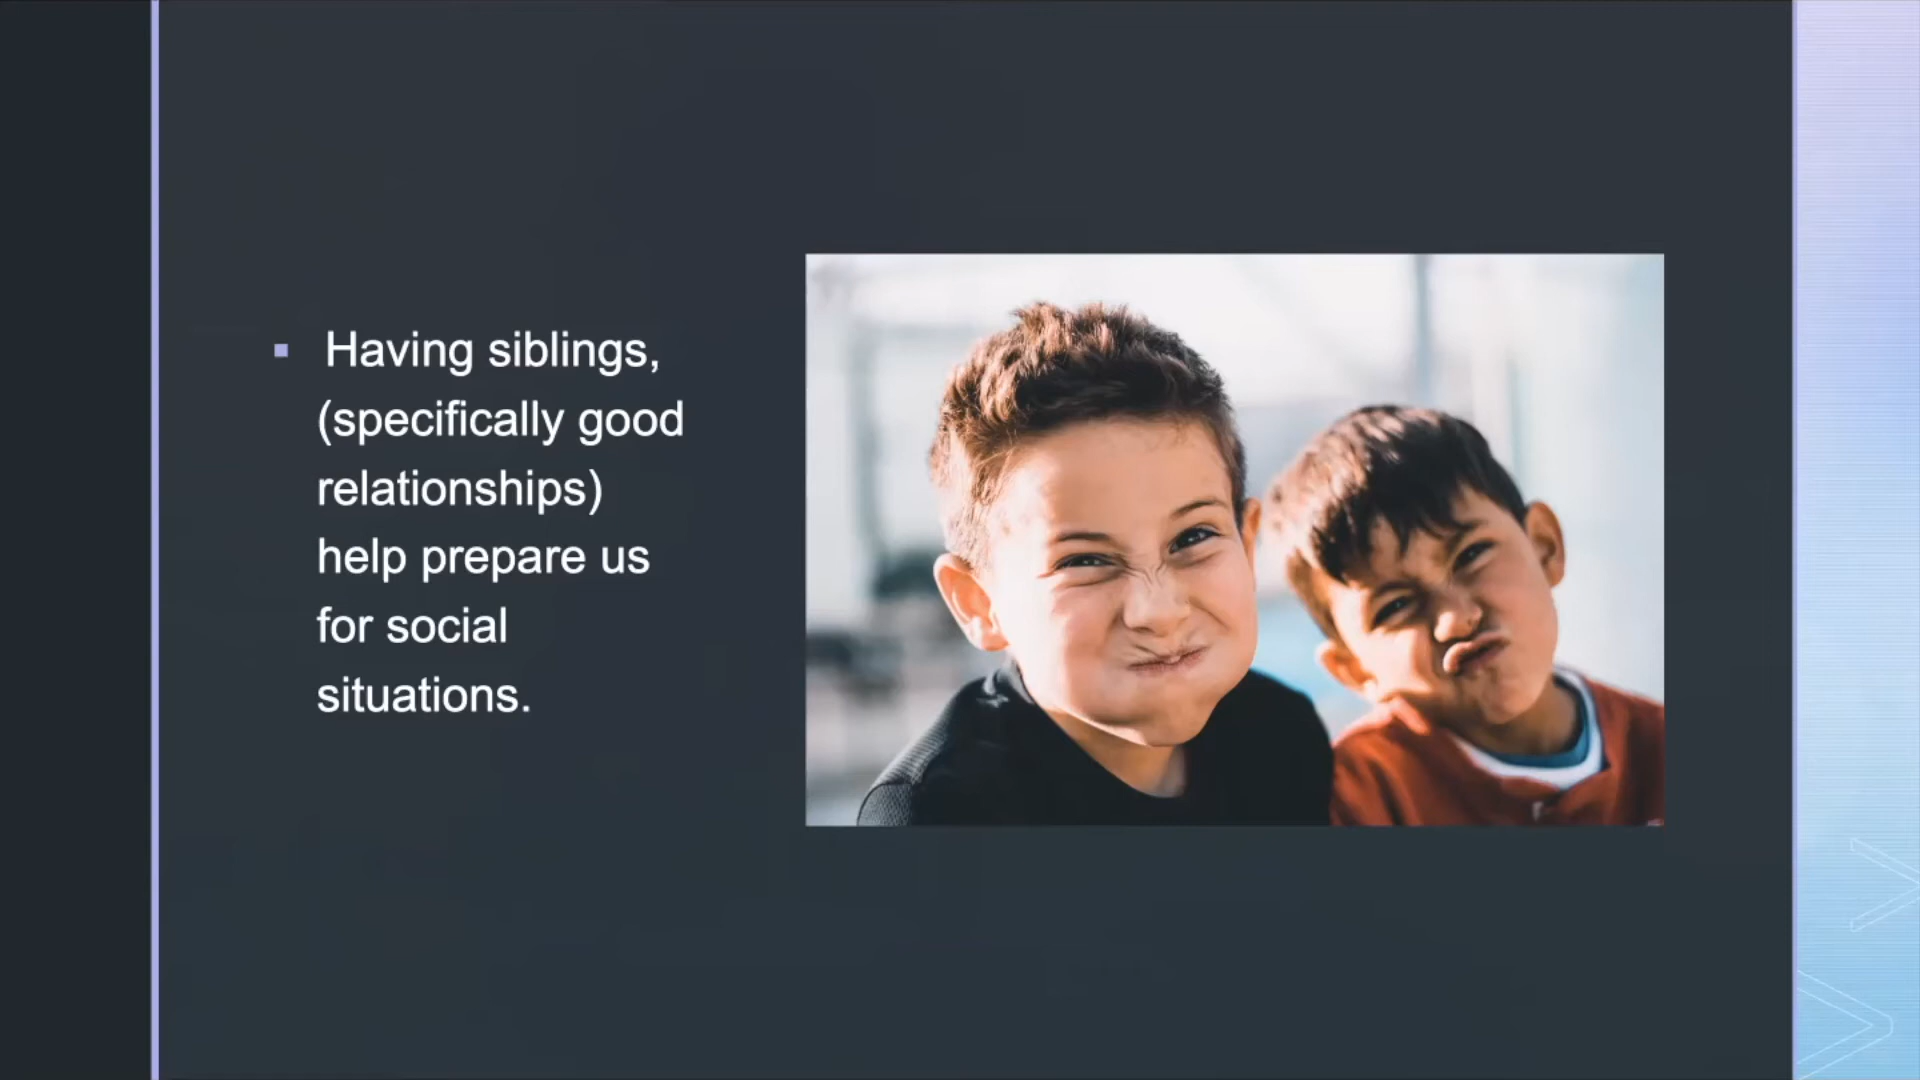 Having siblings,
(specifically good
relationships)
help prepare us
for social
situations.